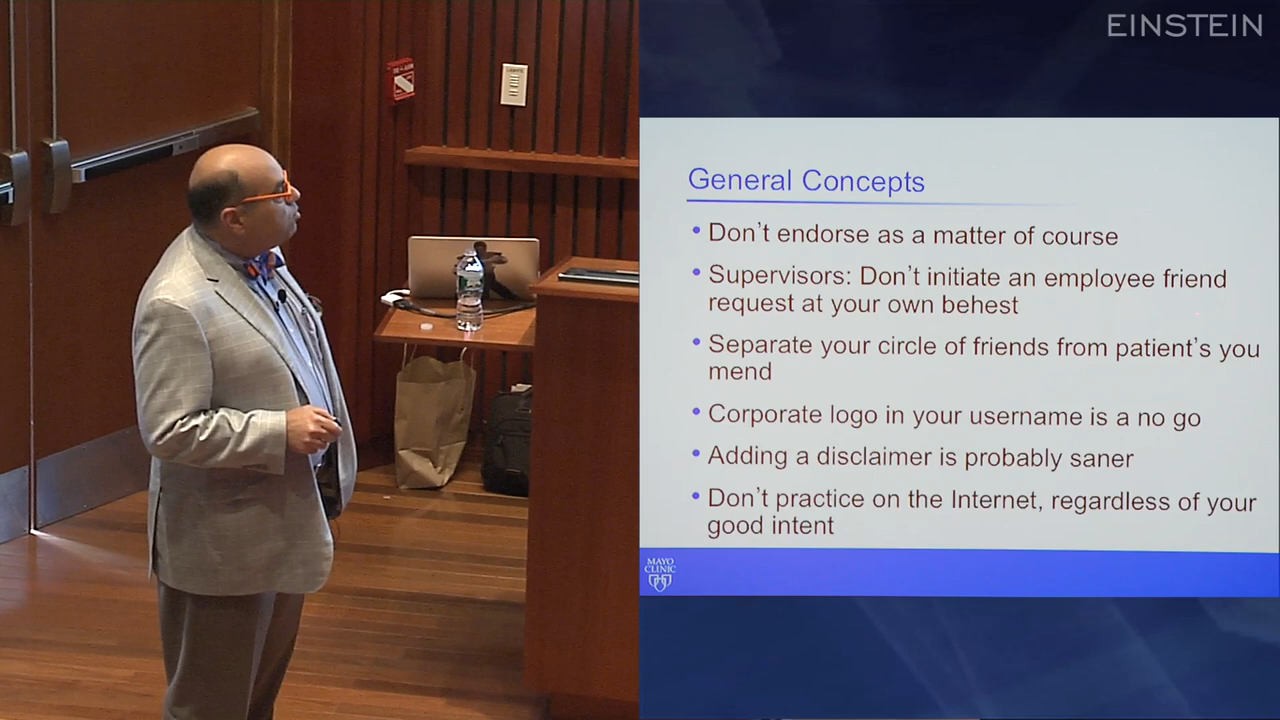 EINSTEIN
General Concepts
• Don't endorse as a matter of course
• Supervisors: Don't initiate an employee friend
request at your own behest
• Separate your circle of friends from patient's you
mend
• Corporate logo in your username is a no go
• Adding a disclaimer is probably saner
• Don't practice on the Internet, regardless of your
good intent
MAYO
CLINIC